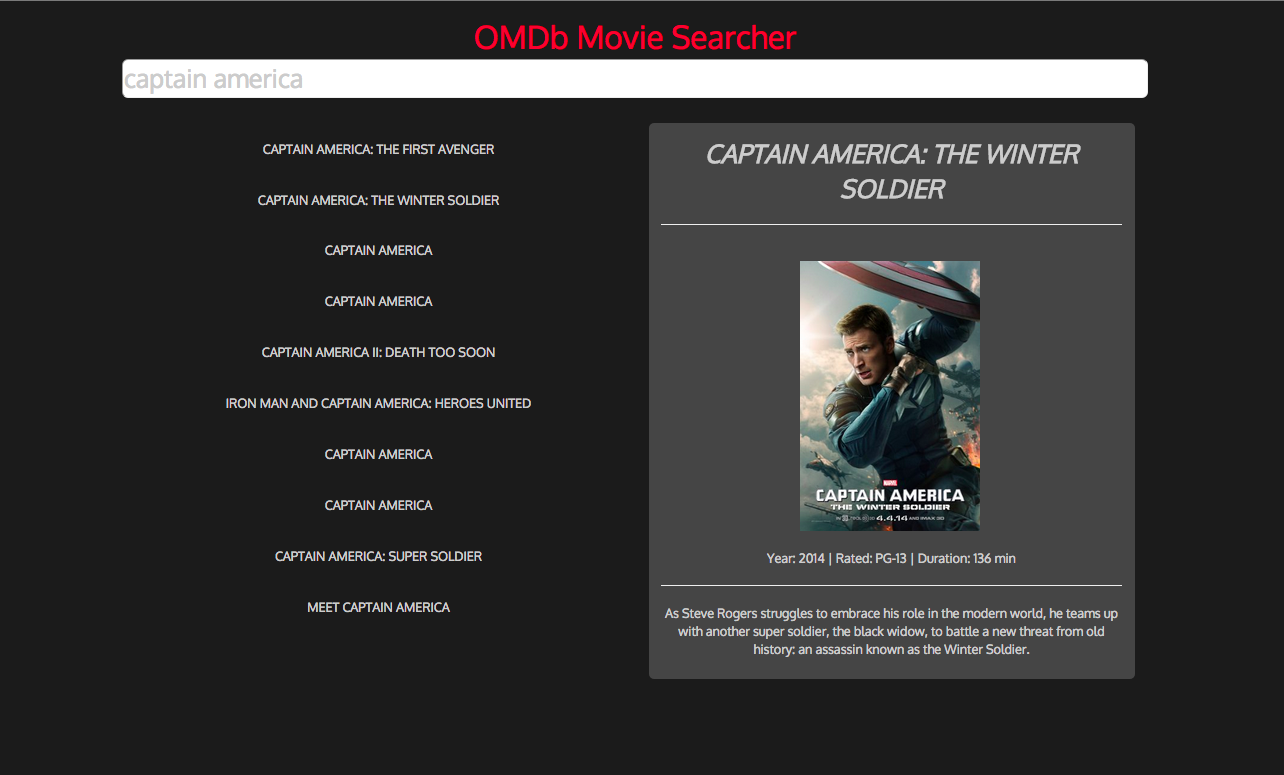 OMDb Movie Searcher
captain america
CAPTAIN AMERICA: THE FIRST AVENGER
CAPTAIN AMERICA: THE WINTER SOLDIER
CAPTAIN AMERICA
CAPTAIN AMERICA
CAPTAIN AMERICA II: DEATH TOO SOON
IRON MAN AND CAPTAIN AMERICA: HEROES UNITED
CAPTAIN AMERICA
CAPTAIN AMERICA
CAPTAIN AMERICA: SUPER SOLDIER
MEET CAPTAIN AMERICA
CAPTAIN AMERICA: THE WINTER
SOLDIER
MARVEL
CAPTAIN AMERICA
THE WINTER SOLDIER
4.4.14 AND IMAX 3D
Year: 2014 | Rated: PG-13 | Duration: 136 min
As Steve Rogers struggles to embrace his role in the modern world, he teams up
with another super soldier, the black widow, to battle a new threat from old
history: an assassin known as the Winter Soldier.